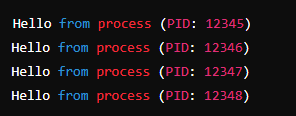 Hello from process (PID: 12345)
Hello from process (PID: 12346)
Hello from process (PID: 12347)
Hello from process (PID: 12348)